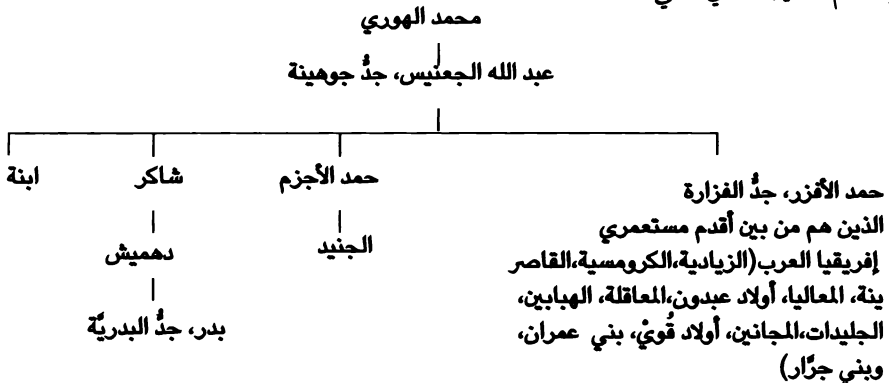 محمد الهوري
عبد الله الجعنيس، جدُّ جوهينة
حمد الأفزر، جدُّ الفزارة
الذين هم من بين أقدم مستعمري
إفريقيا العرب(الزيادية،الكرومسية،القاصر
ينة، المعاليا، أولاد عبدون،المعاقلة، الهبابين،
الجليدات،المجانين، أولاد قُويْ، بني عمران،
وبني جرَّار)
حمد الأجزم
الجنيد
شاكر
دهميش
بدر، جدُّ البدريَّة
ابنة